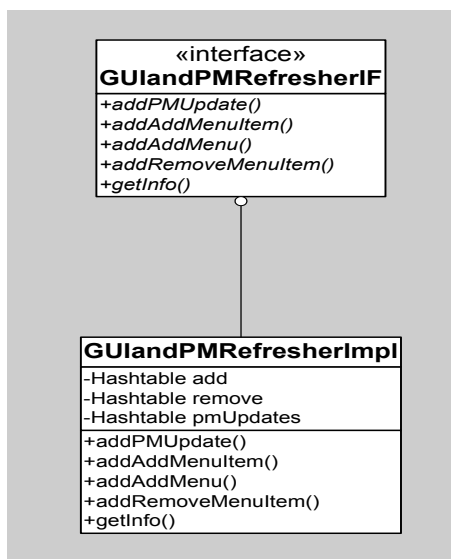 «interface»
GUIandPMRefresherIF
+addPMUpdate()
+addAddMenuItem()
+addAddMenu()
+addRemoveMenuItem()
+getInfo()
GUIandPMRefresherImpl
-Hashtable add
-Hashtable remove
-Hashtable pmUpdates
+addPMUpdate()
+addAddMenuItem()
+addAddMenu()
+addRemoveMenuItem()
+getInfo()